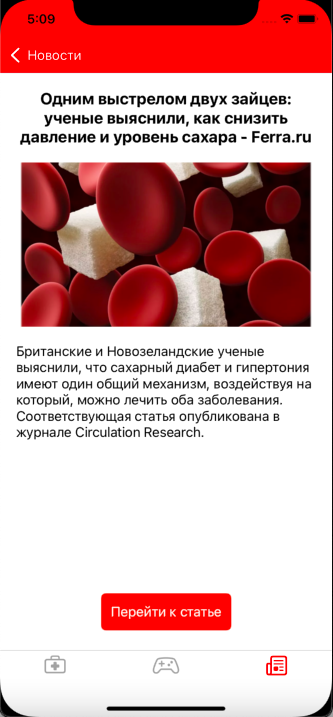 5:09
Новости
Одним выстрелом двух зайцев:
ученые выяснили, как снизить
давление и уровень сахара - Ferra.ru
Британские и Новозеландские ученые
выяснили, что сахарный диабет и гипертония
имеют один общий механизм, воздействуя на
который, можно лечить оба заболевания.
Соответствующая статья опубликована в
журнале Circulation Research.
Перейти к статье